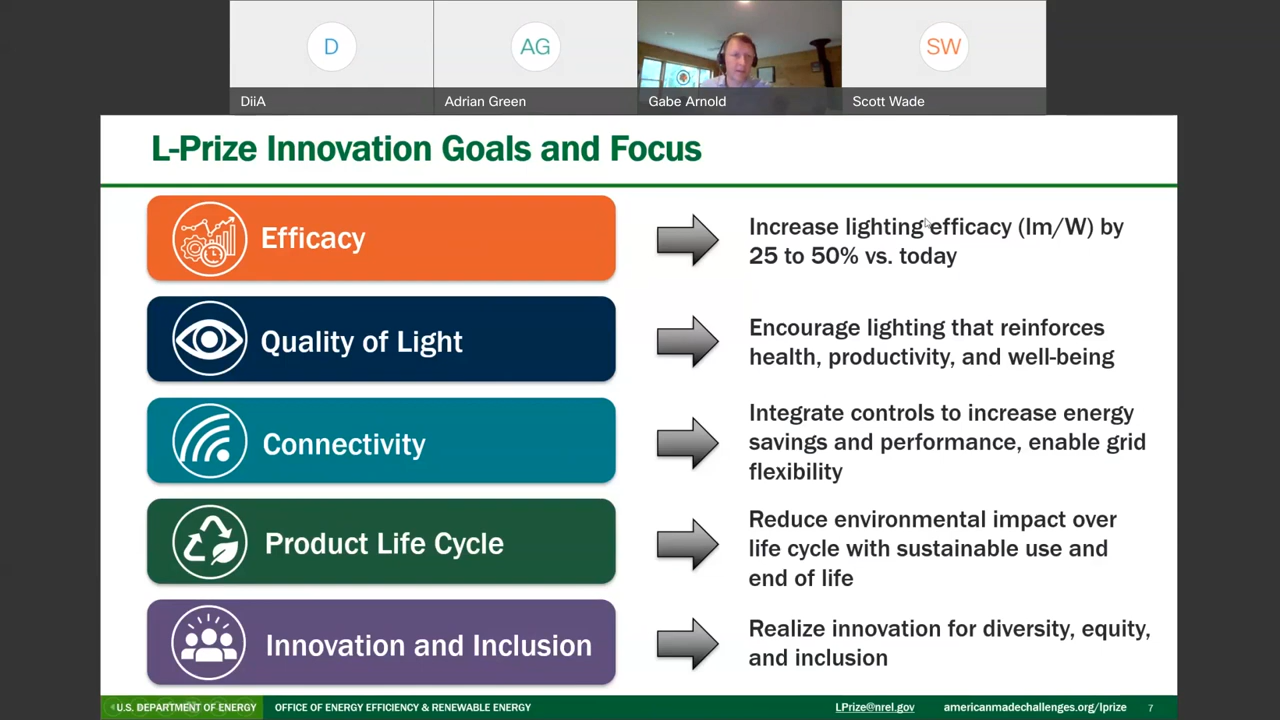 D
AG
SW
DiiA
Adrian Green
Gabe Arnold
Scott Wade
L-Prize Innovation Goals and Focus
Efficacy
Increase lighting efficacy (lm/W) by
25 to 50% vs. today
Quality of Light
Encourage lighting that reinforces
health, productivity, and well-being
Connectivity
Integrate controls to increase energy
savings and performance, enable grid
flexibility
Product Life Cycle
Reduce environmental impact over
life cycle with sustainable use and
end of life
Innovation and Inclusion
Realize innovation for diversity, equity,
and inclusion
U.S. DEPARTMENT OF ENERGY
OFFICE OF ENERGY EFFICIENCY & RENEWABLE ENERGY
LPrize@nrel.gov
americanmadechallenges.org/lprize
7